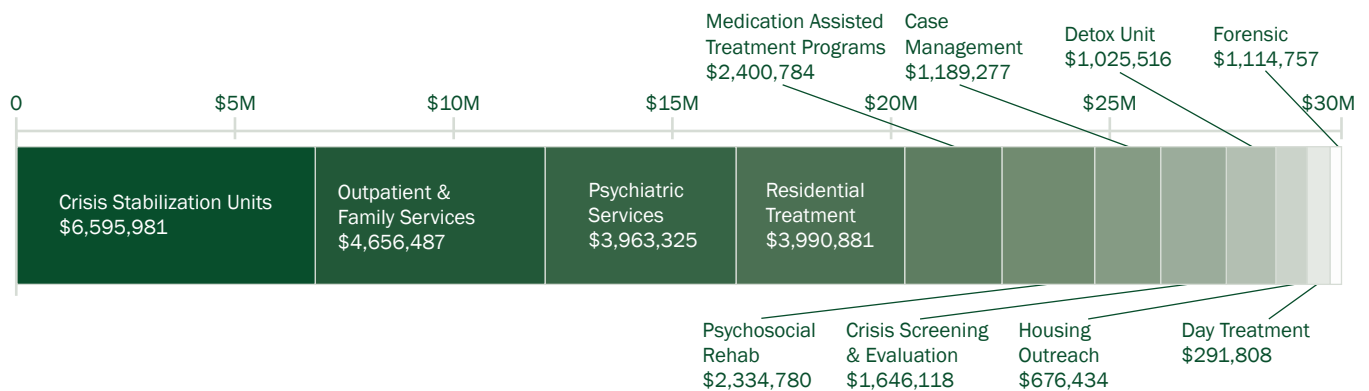 Medication Assisted
Treatment Programs
$2,400,784
Case
Management
$1,189,277
Detox Unit
$1,025,516
Forensic
$1,114,757
0
$5M
$10M
$15M
$20M
$25M
$30M
Crisis Stabilization Units
$6,595,981
Outpatient &
Family Services
$4,656,487
Psychiatric
Services
$3,963,325
Residential
Treatment
$3,990,881
Psychosocial
Rehab
$2,334,780
Crisis Screening
& Evaluation
$1,646,118
Housing
Outreach
$676,434
Day Treatment
$291,808